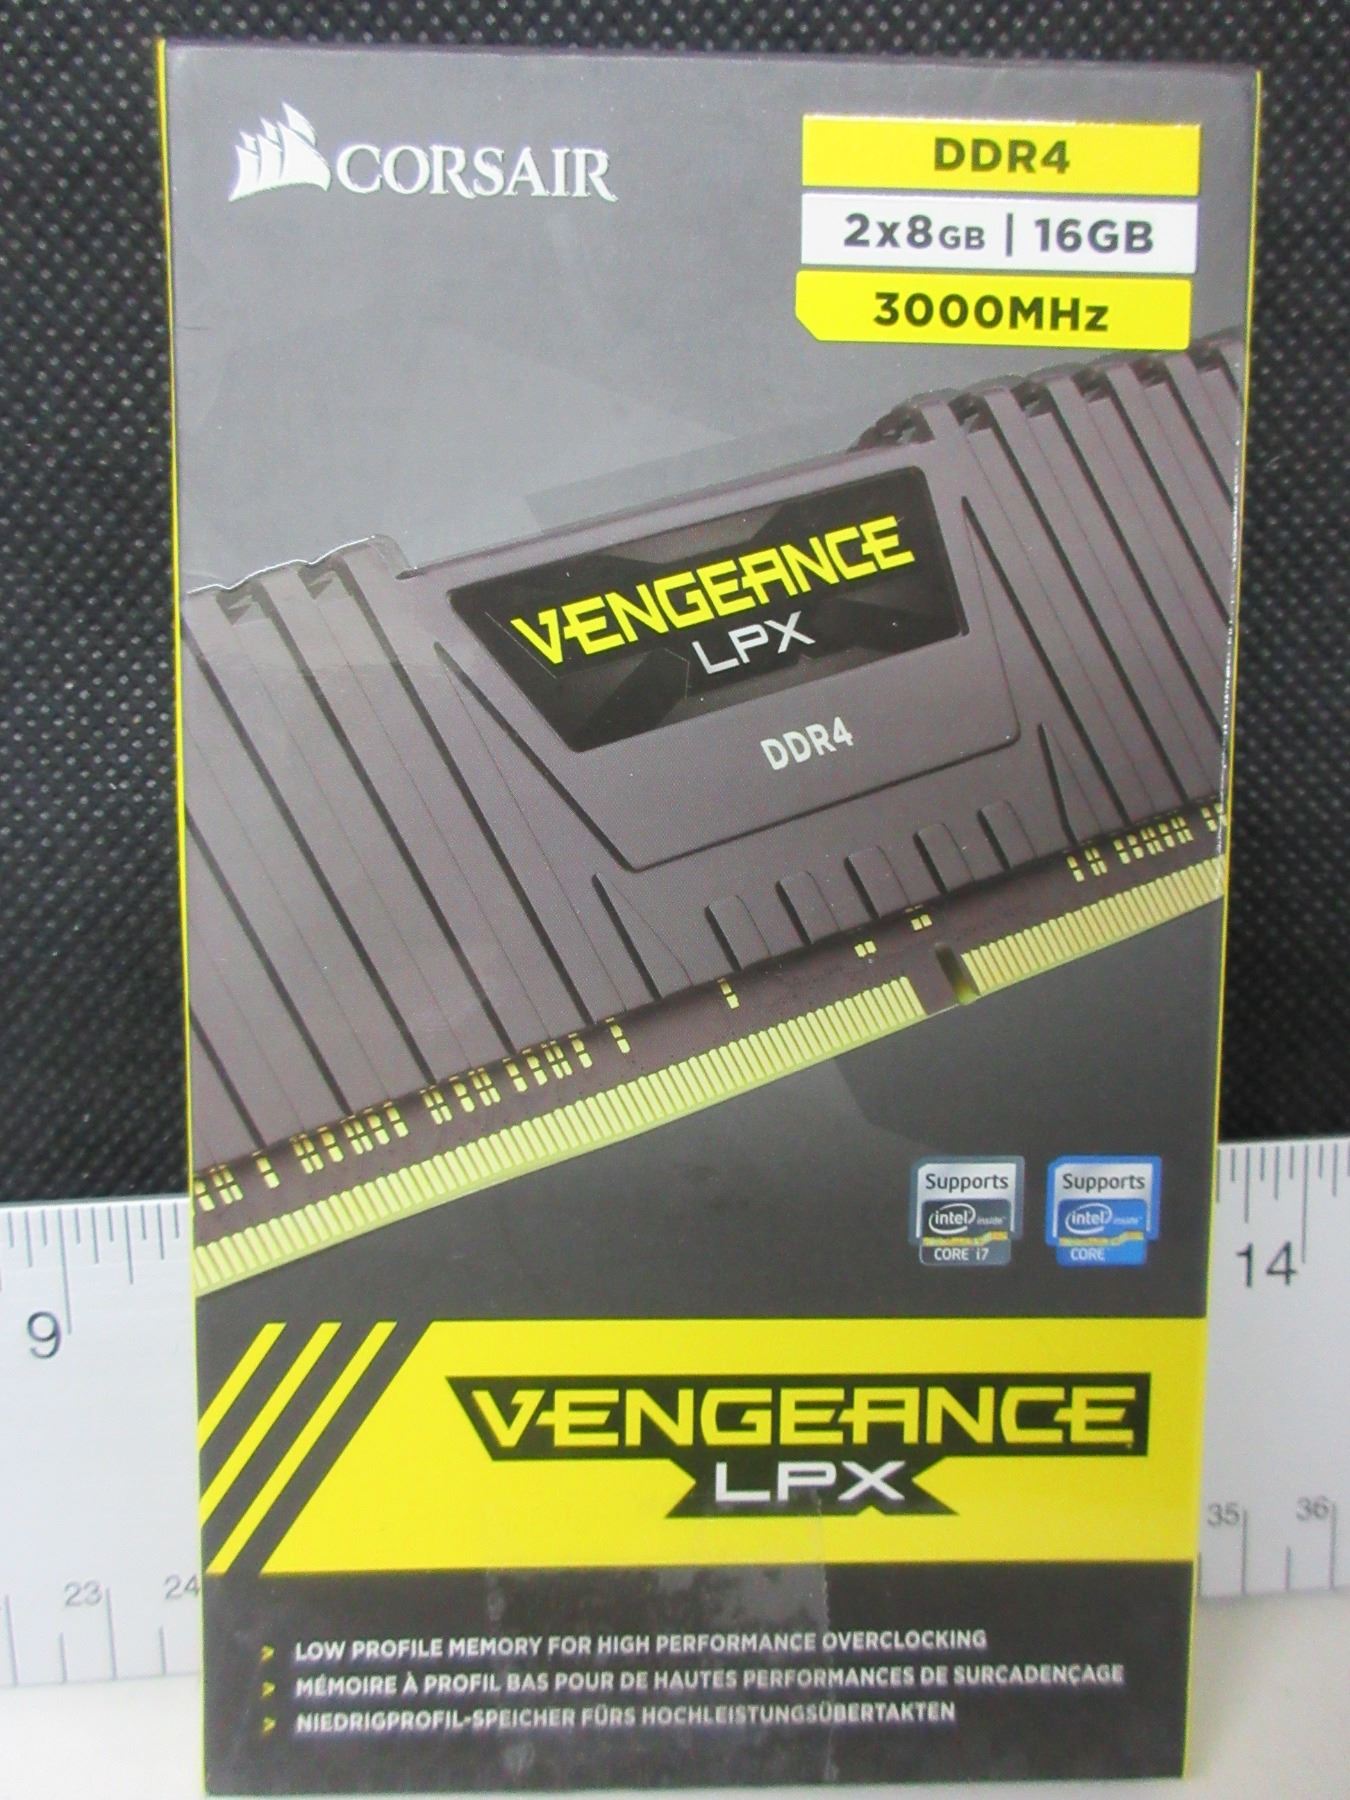 CORSAIR
DDR4
2x8GB | 16GB
3000MHz
VENGEANCE
LPX
DDR4
Supports
intel inside™
CORE i7
Supports
intel inside™
CORE
9
14
VENGEANCE
LPX
35
36
23
24
> LOW PROFILE MEMORY FOR HIGH PERFORMANCE OVERCLOCKING
> MÉMOIRE À PROFIL BAS POUR DE HAUTES PERFORMANCES DE SURCADENÇAGE
> NIEDRIGPROFIL-SPEICHER FÜRS HOCHLEISTUNGSÜBERTAKTEN